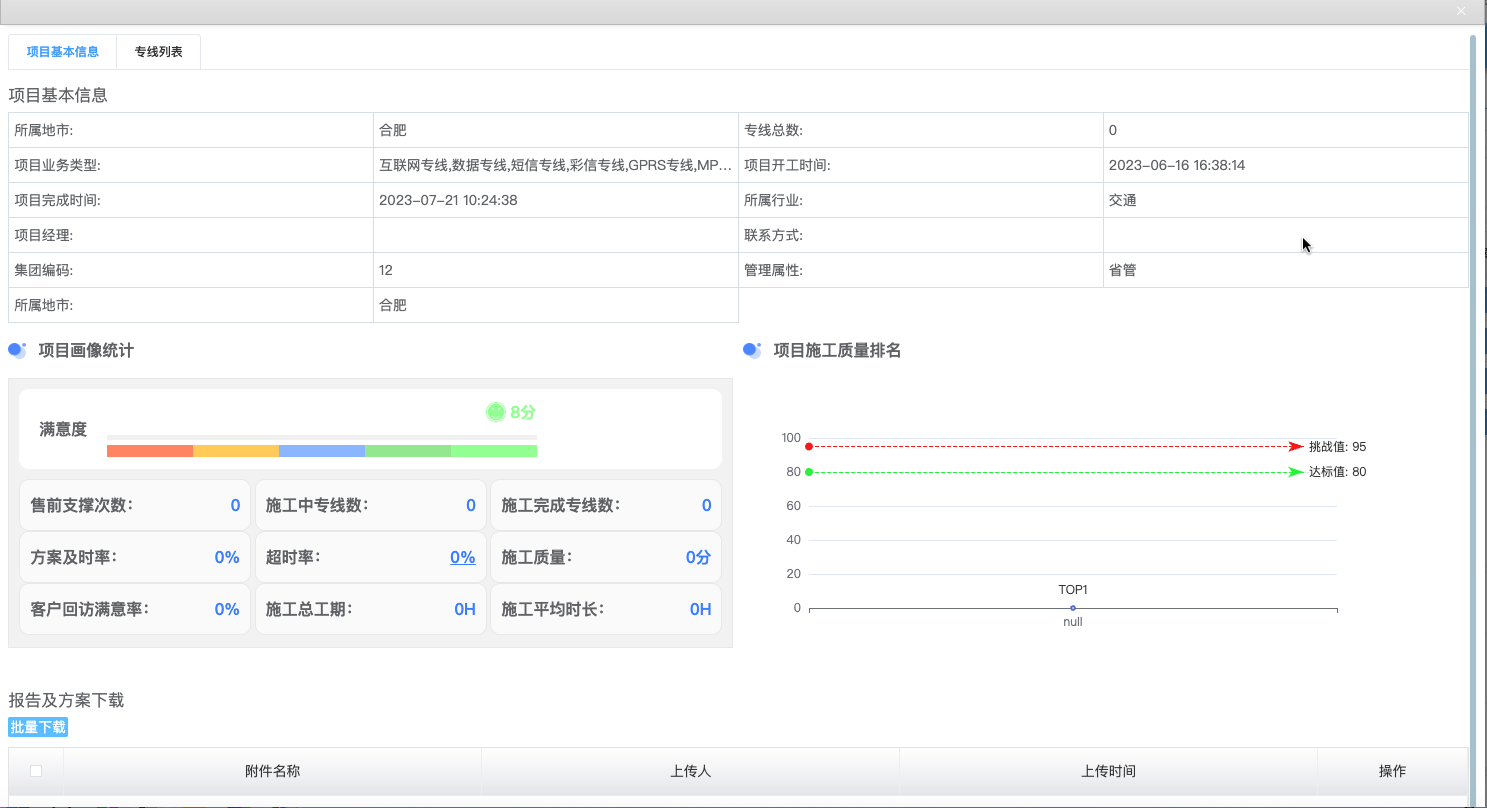 项目基本信息 专线列表
项目基本信息
所属地市: 合肥 专线总数: 0
项目业务类型: 互联网专线,数据专线,短信专线,彩信专线,GPRS专线,MP... 项目开工时间: 2023-06-16 16:38:14
项目完成时间: 2023-07-21 10:24:38 所属行业: 交通
项目经理: 联系方式:
集团编码: 12 管理属性: 省管
所属地市: 合肥
项目画像统计
满意度
8分
售前支撑次数: 0 施工中专线数: 0 施工完成专线数: 0
方案及时率: 0% 超时率: 0% 施工质量: 0分
客户回访满意率: 0% 施工总工期: 0H 施工平均时长: 0H
项目施工质量排名
100
挑战值: 95
80
达标值: 80
60
40
20
TOP1
0
null
报告及方案下载
批量下载
附件名称 上传人 上传时间 操作